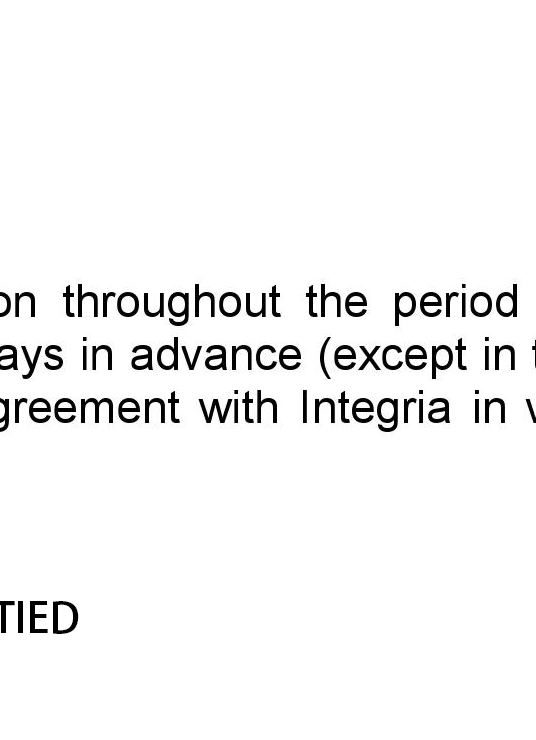 on throughout the period
ays in advance (except in t
greement with Integria in v
TIED